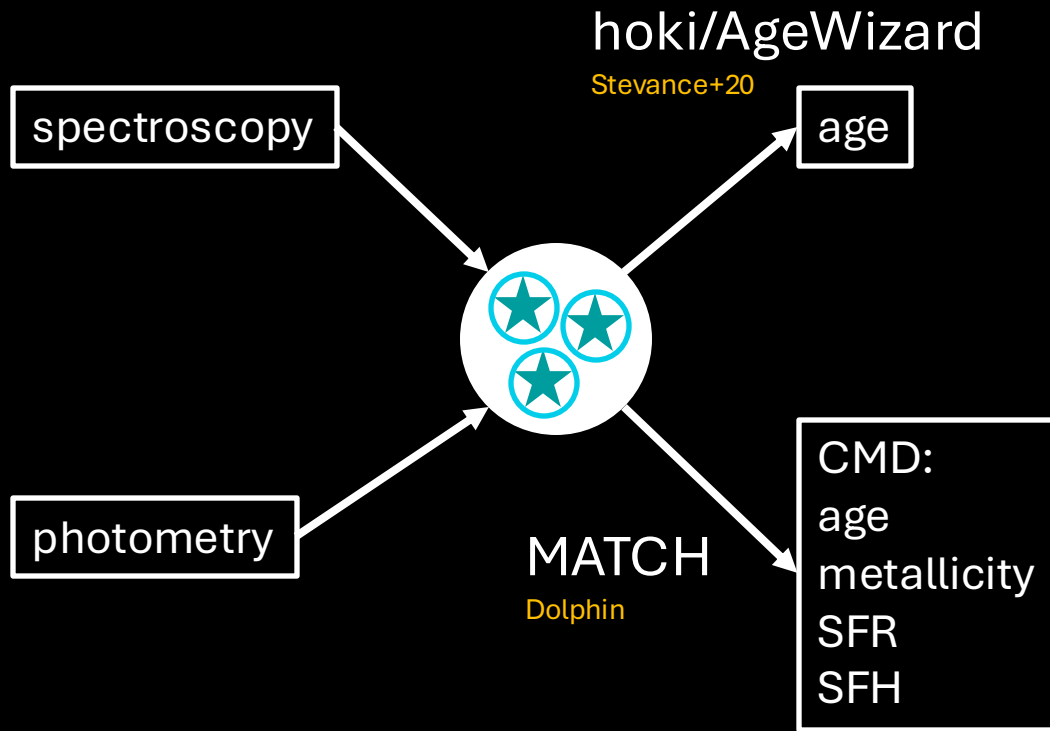 hoki/AgeWizard
Stevance+20
spectroscopy
age
photometry
MATCH
Dolphin
CMD:
age
metallicity
SFR
SFH